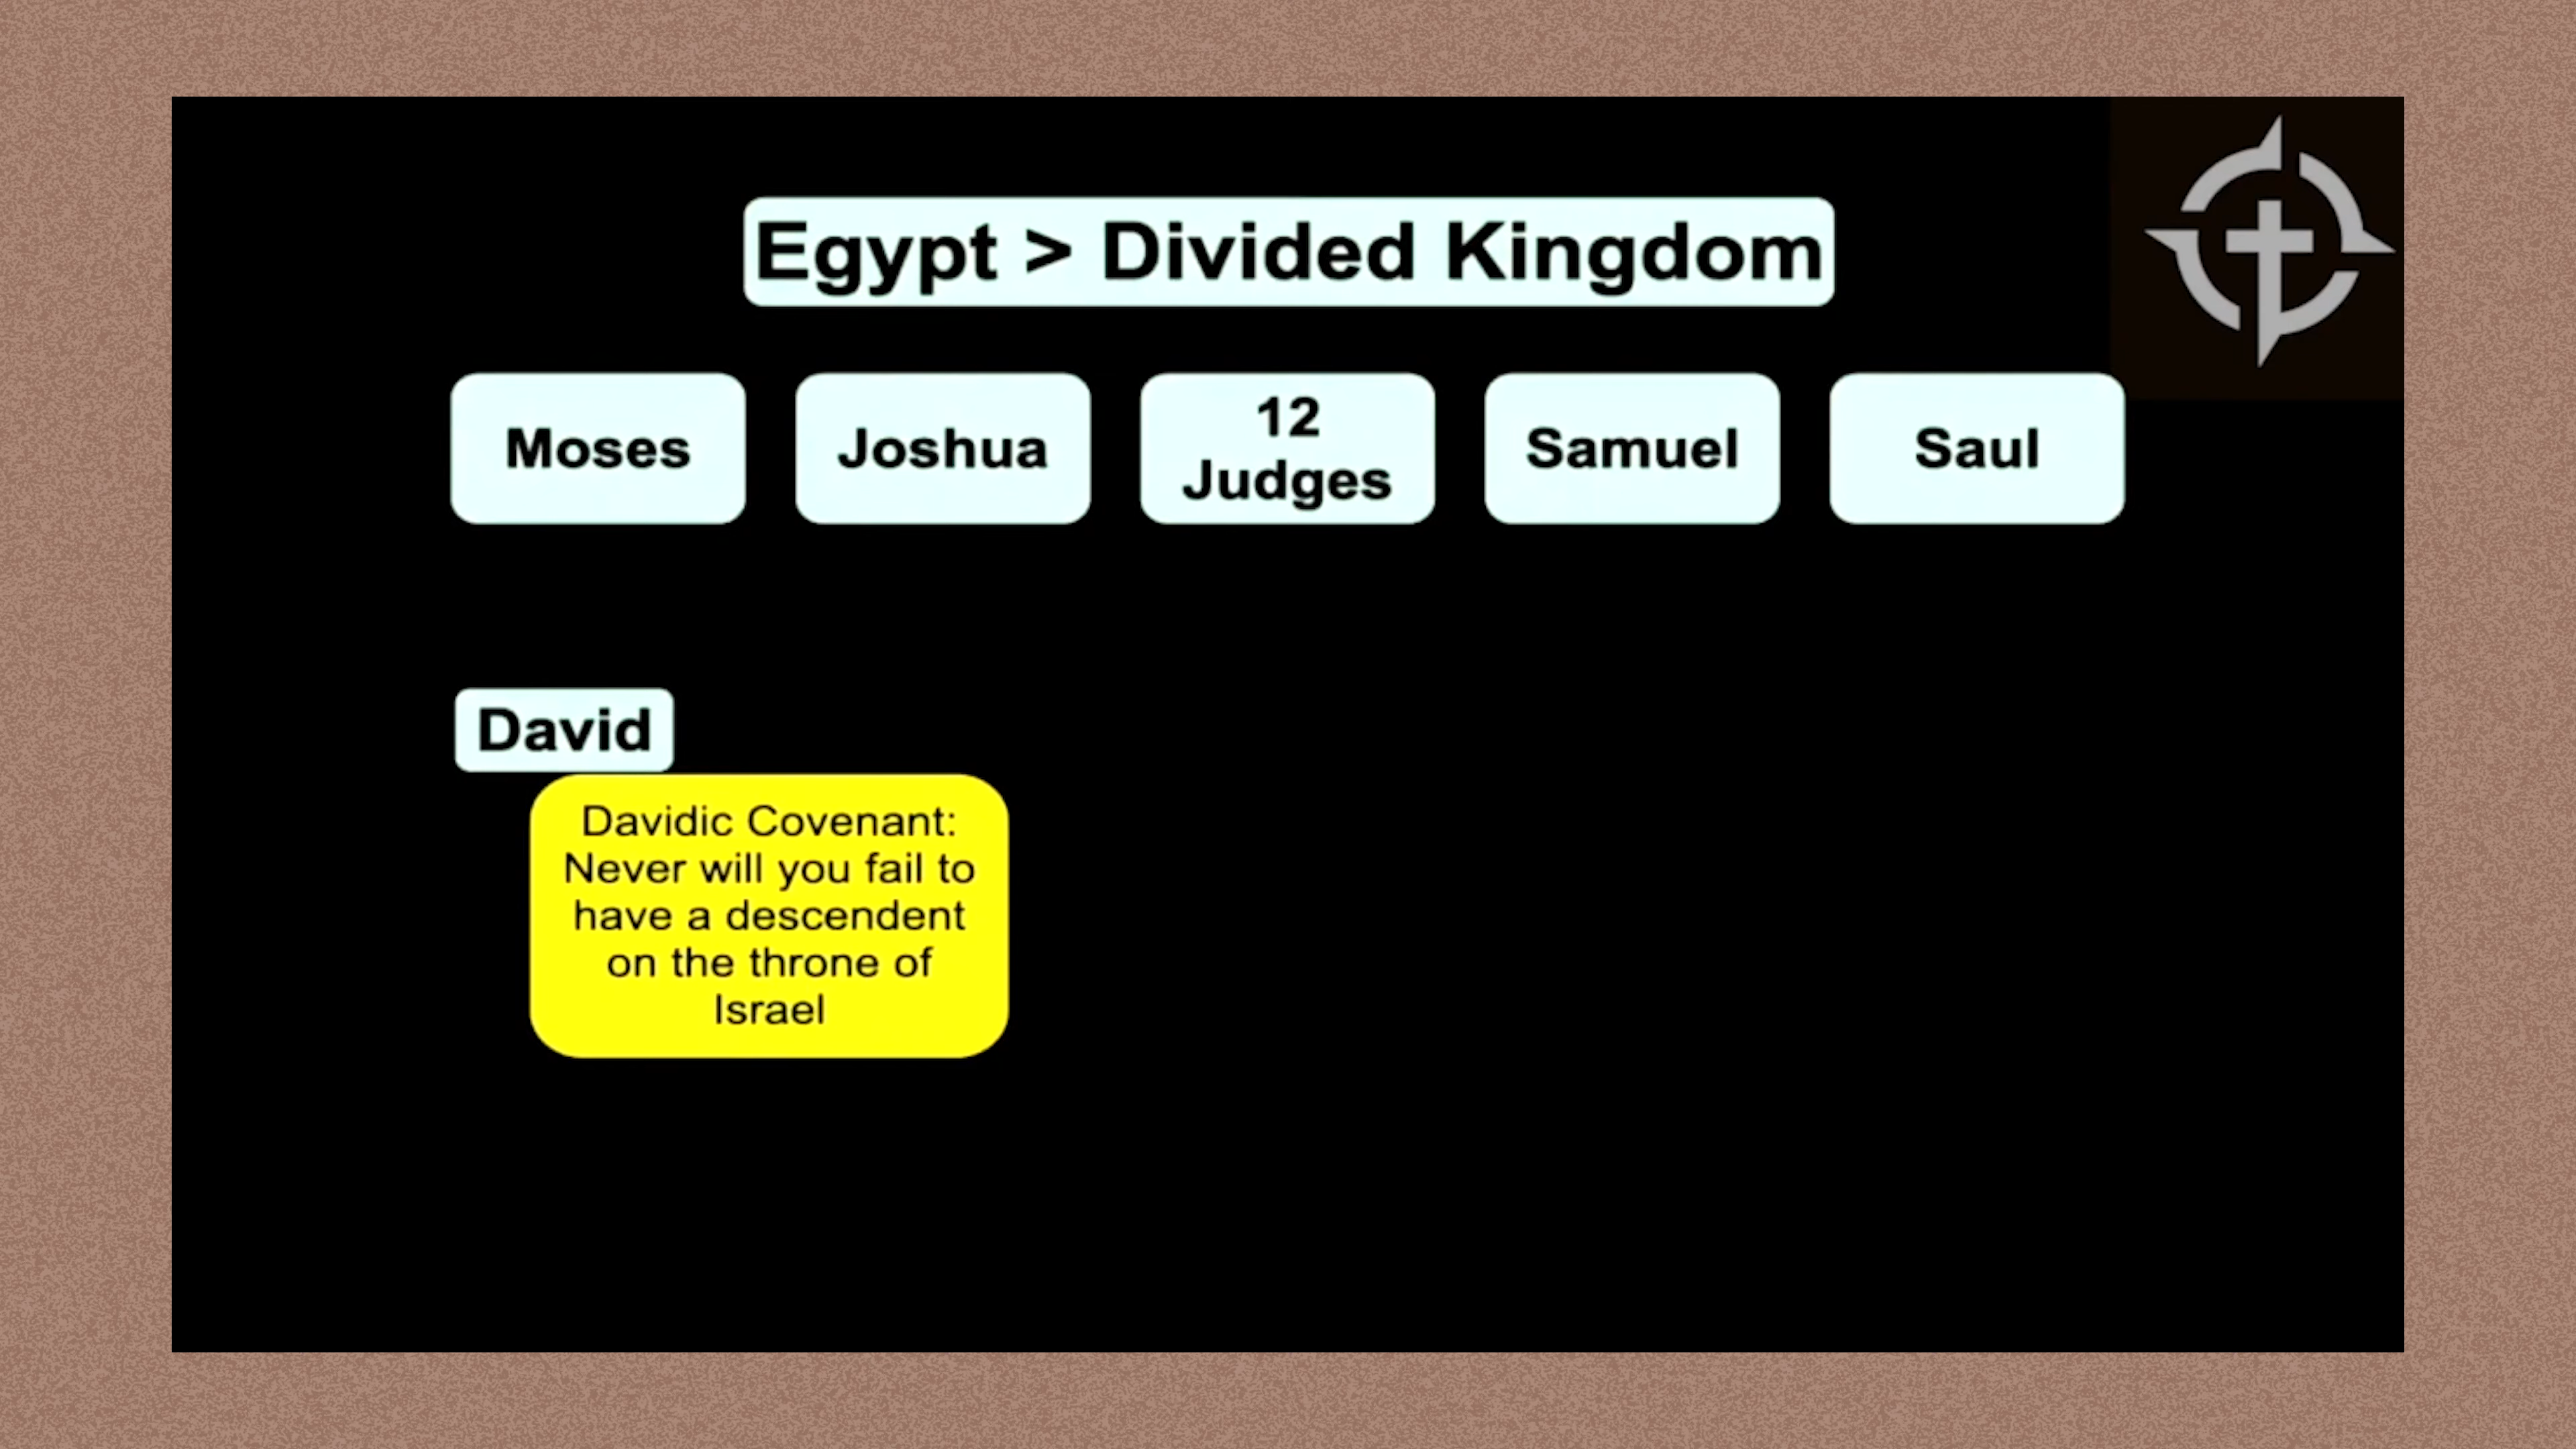 Egypt > Divided Kingdom
Moses
Joshua
12
Judges
Samuel
Saul
David
Davidic Covenant:
Never will you fail to
have a descendent
on the throne of
Israel